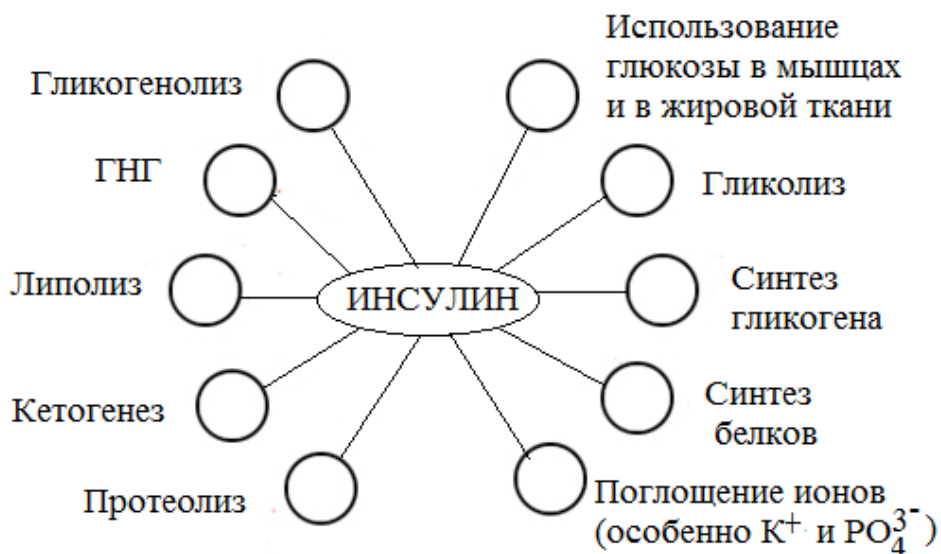 Гликогенолиз
Использование
глюкозы в мышцах
и в жировой ткани
ГНГ
Гликолиз
Липолиз
ИНСУЛИН
Синтез
гликогена
Кетогенез
Синтез
белков
Протеолиз
Поглощение ионов
(особенно K⁺ и PO₄³⁻)